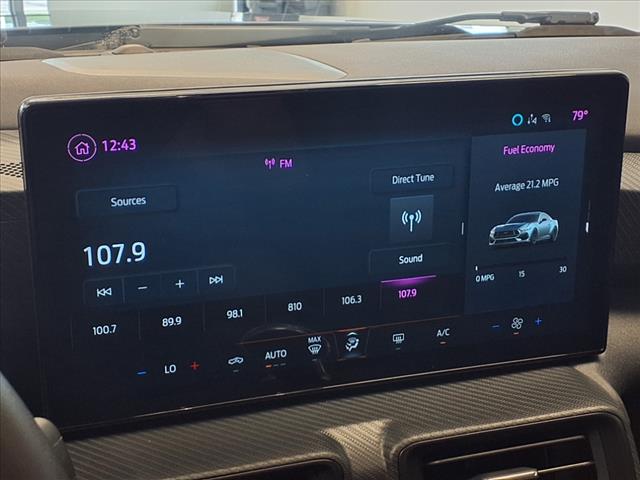 12:43
79°
FM
Fuel Economy
Sources
Direct Tune
Average 21.2 MPG
107.9
Sound
0 MPG 15 30
100.7 89.9 98.1 810 106.3 107.9
LO AUTO MAX A/C